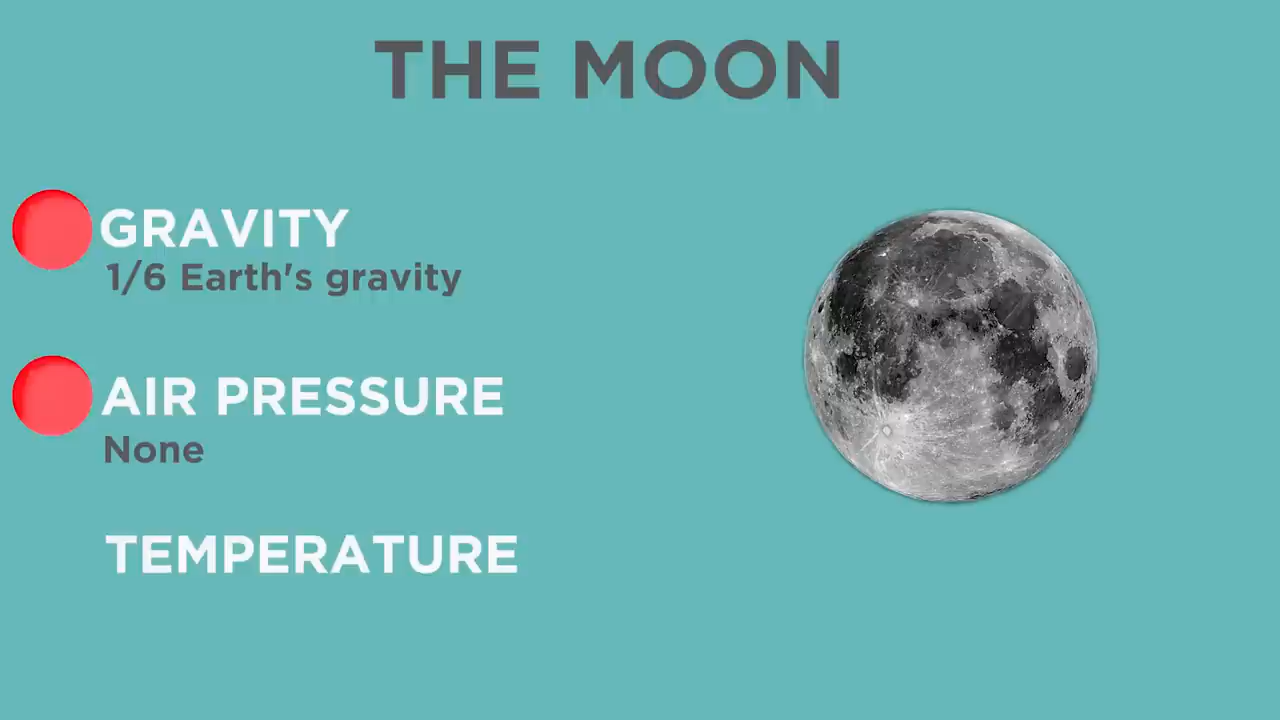 THE MOON
GRAVITY
1/6 Earth's gravity
AIR PRESSURE
None
TEMPERATURE